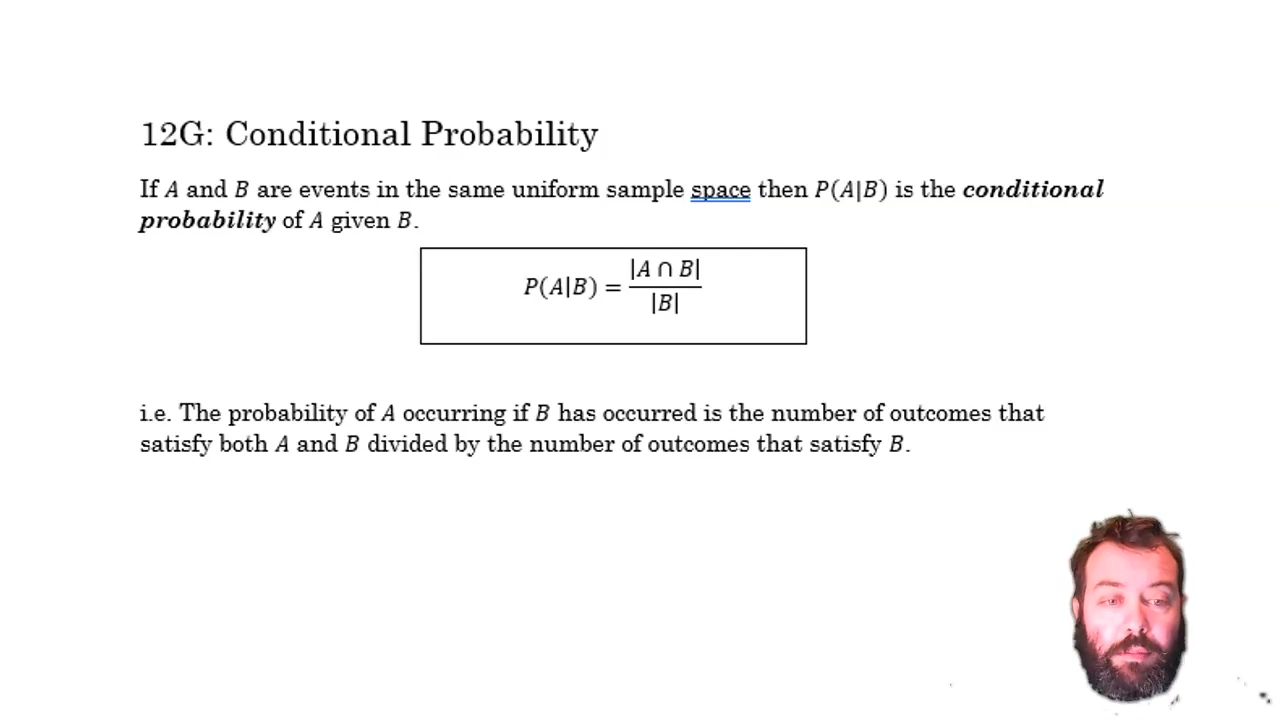 12G: Conditional Probability
If A and B are events in the same uniform sample space then P(A|B) is the conditional
probability of A given B.
P(A|B) = |A ∩ B| / |B|
i.e. The probability of A occurring if B has occurred is the number of outcomes that
satisfy both A and B divided by the number of outcomes that satisfy B.